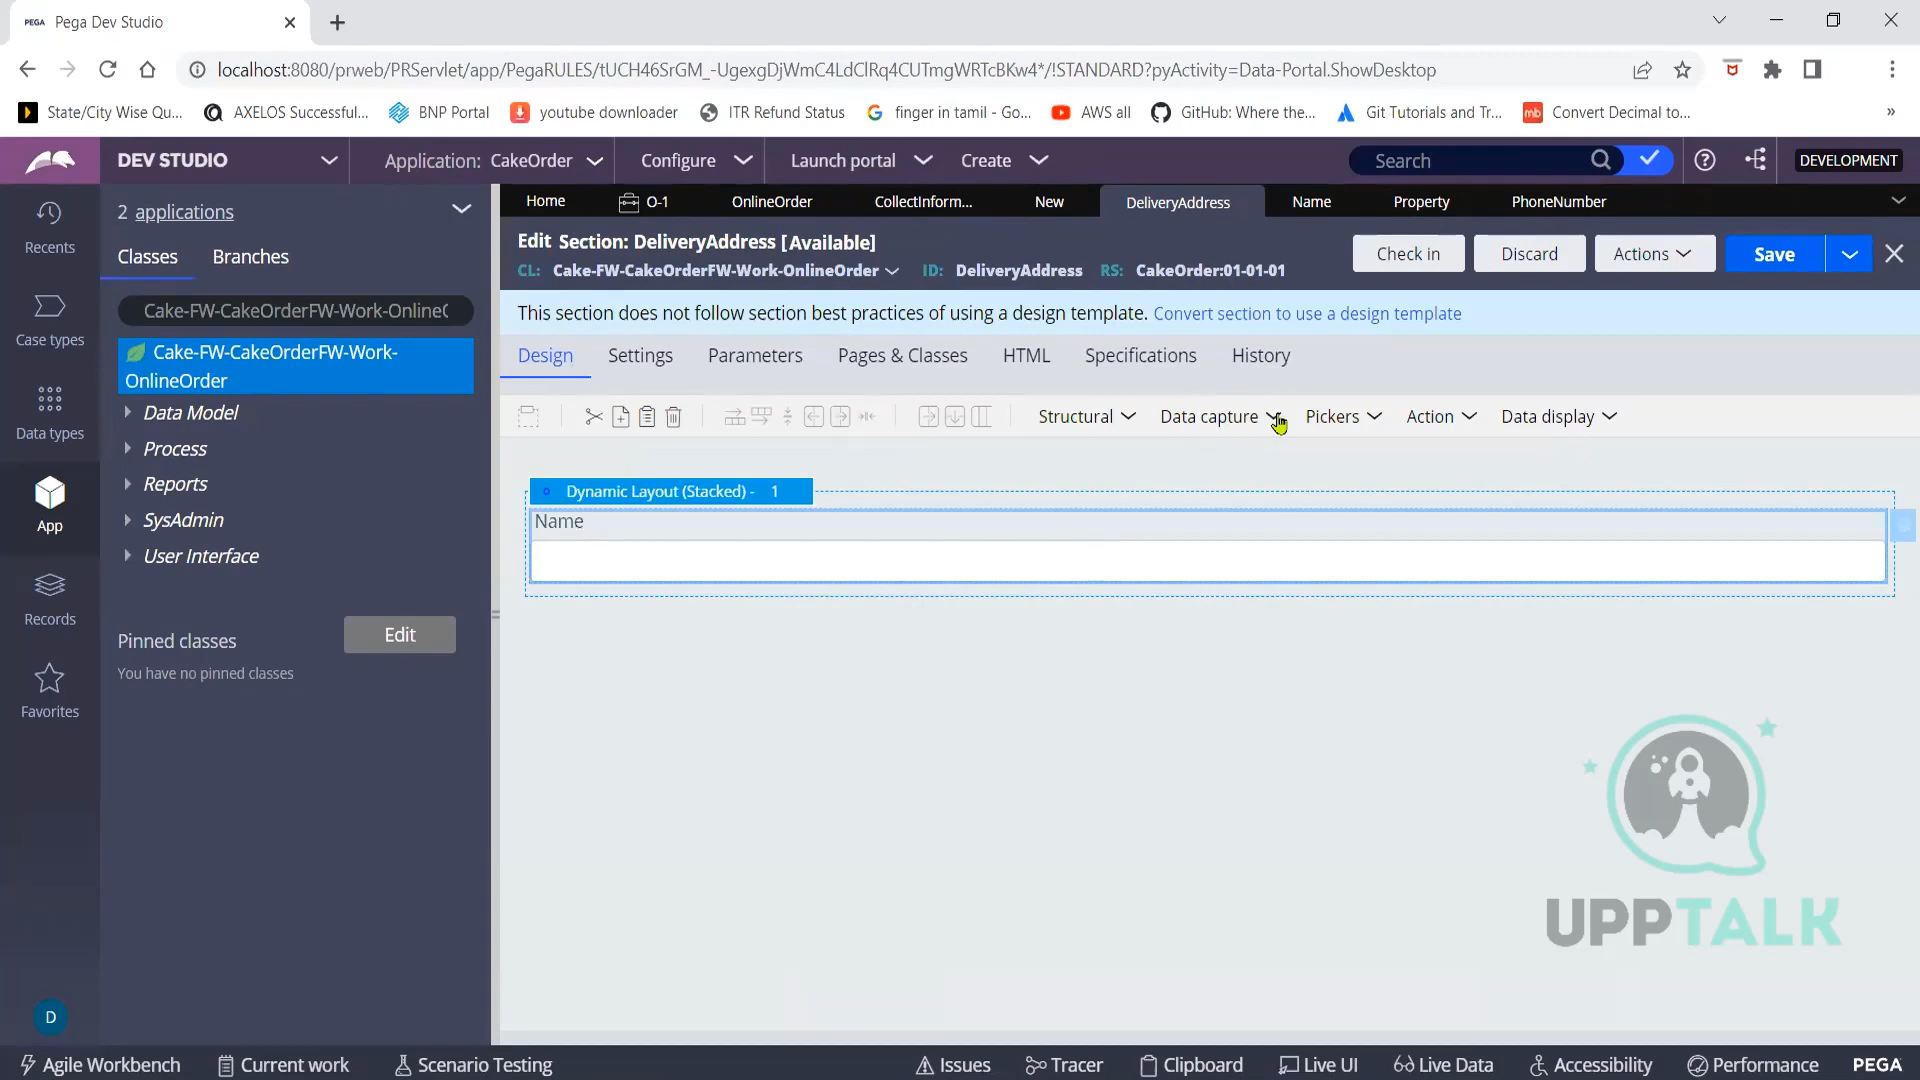 PEGA Pega Dev Studio
localhost:8080/prweb/PRServlet/app/PegaRULES/tUCH46SrGM_-UgexgDjWmC4LdClRq4CUTmgWRTcBKw4*/!STANDARD?pyActivity=Data-Portal.ShowDesktop
State/City Wise Qu... AXELOS Successful... BNP Portal youtube downloader ITR Refund Status finger in tamil - Go... AWS all GitHub: Where the... Git Tutorials and Tr... mb Convert Decimal to... »
DEV STUDIO Application: CakeOrder Configure Launch portal Create Search DEVELOPMENT
Home O-1 OnlineOrder CollectInform... New DeliveryAddress Name Property PhoneNumber
Recents
Case types
Data types
App
Records
Favorites
D
2 applications
Classes Branches
Cake-FW-CakeOrderFW-Work-OnlineO
Cake-FW-CakeOrderFW-Work-
OnlineOrder
Data Model
Process
Reports
SysAdmin
User Interface
Pinned classes Edit
You have no pinned classes
Edit Section: DeliveryAddress [Available]
CL: Cake-FW-CakeOrderFW-Work-OnlineOrder ID: DeliveryAddress RS: CakeOrder:01-01-01
Check in Discard Actions Save
This section does not follow section best practices of using a design template. Convert section to use a design template
Design Settings Parameters Pages & Classes HTML Specifications History
Structural Data capture Pickers Action Data display
Dynamic Layout (Stacked) - 1
Name
UPPTALK
Agile Workbench Current work Scenario Testing Issues Tracer Clipboard Live UI Live Data Accessibility Performance PEGA